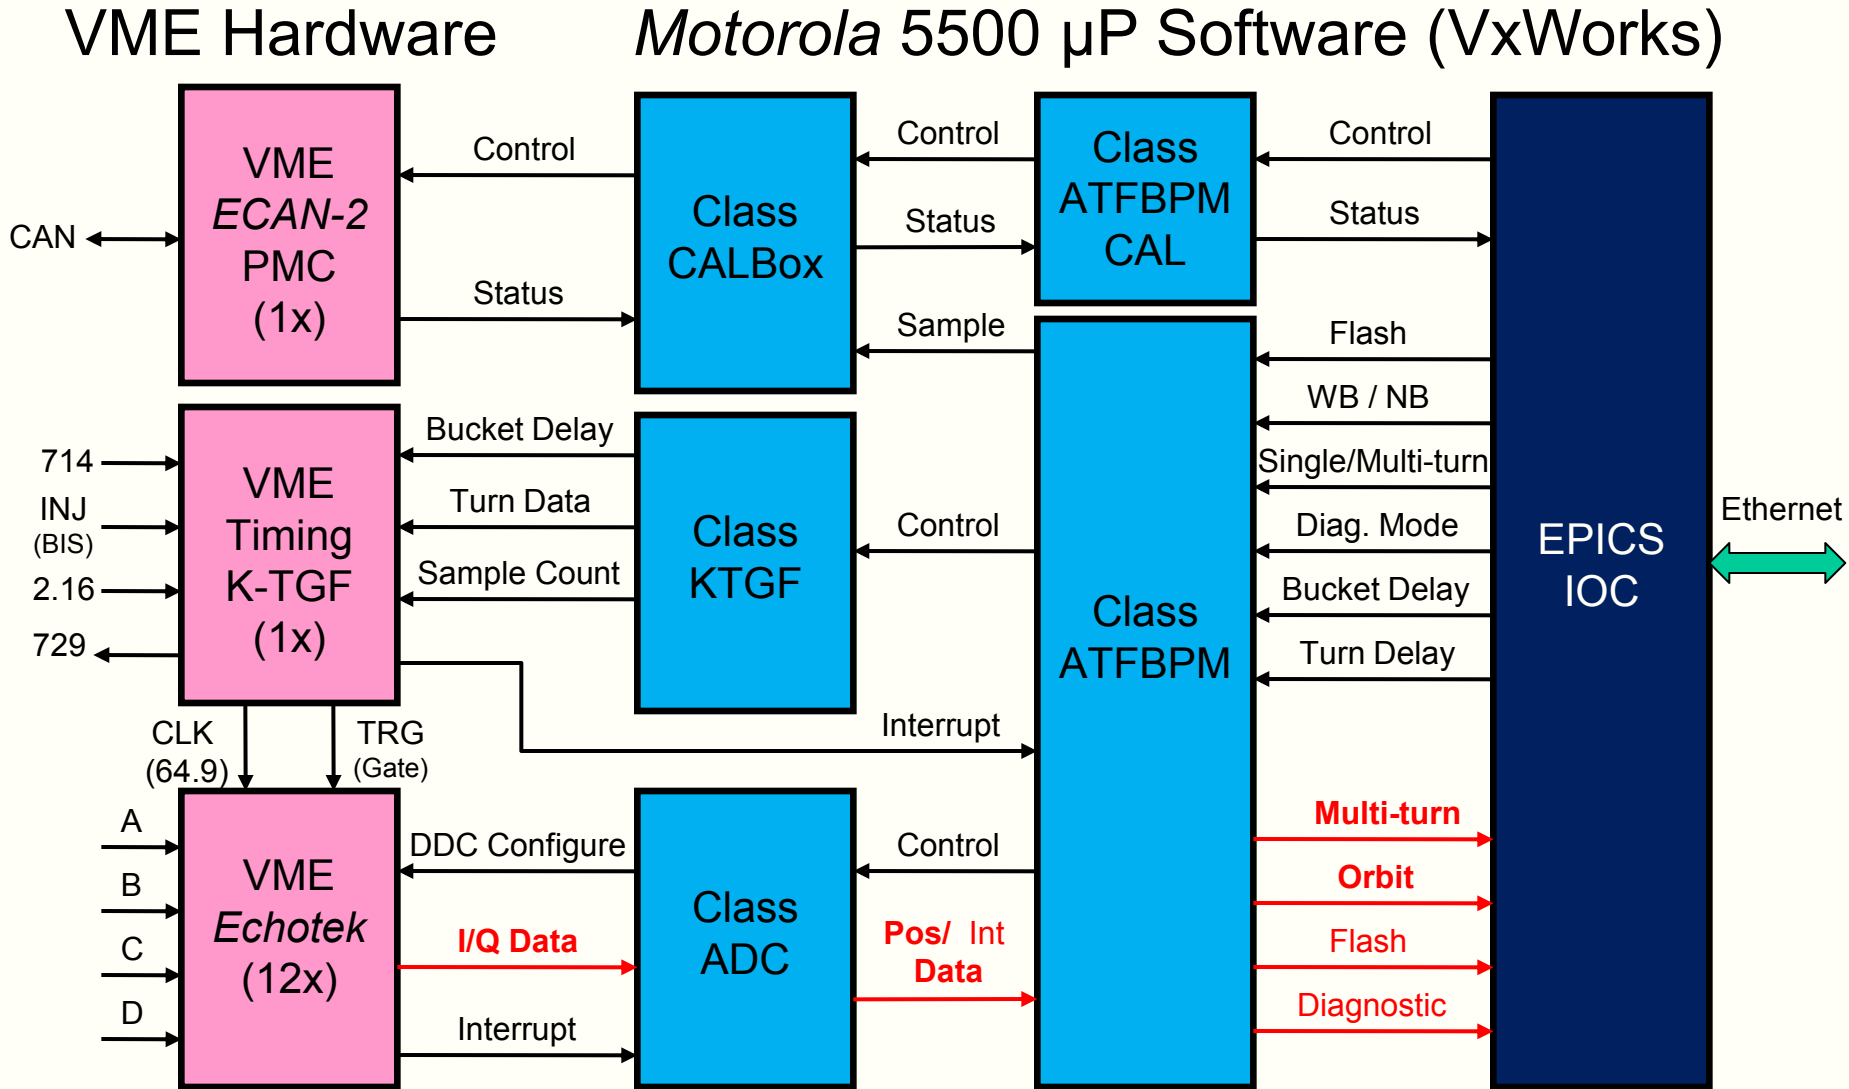 VME Hardware
Motorola 5500 µP Software (VxWorks)
CAN
VME
ECAN-2
PMC
(1x)
Control
Status
Class
CALBox
Control
Status
Sample
Class
ATFBPM
CAL
Control
Status
714
INJ
(BIS)
2.16
729
VME
Timing
K-TGF
(1x)
Bucket Delay
Turn Data
Sample Count
Class
KTGF
Control
Interrupt
Class
ATFBPM
Flash
WB / NB
Single/Multi-turn
Diag. Mode
Bucket Delay
Turn Delay
EPICS
IOC
Ethernet
CLK
(64.9)
TRG
(Gate)
A
B
C
D
VME
Echotek
(12x)
DDC Configure
I/Q Data
Interrupt
Class
ADC
Control
Pos/ Int
Data
Multi-turn
Orbit
Flash
Diagnostic